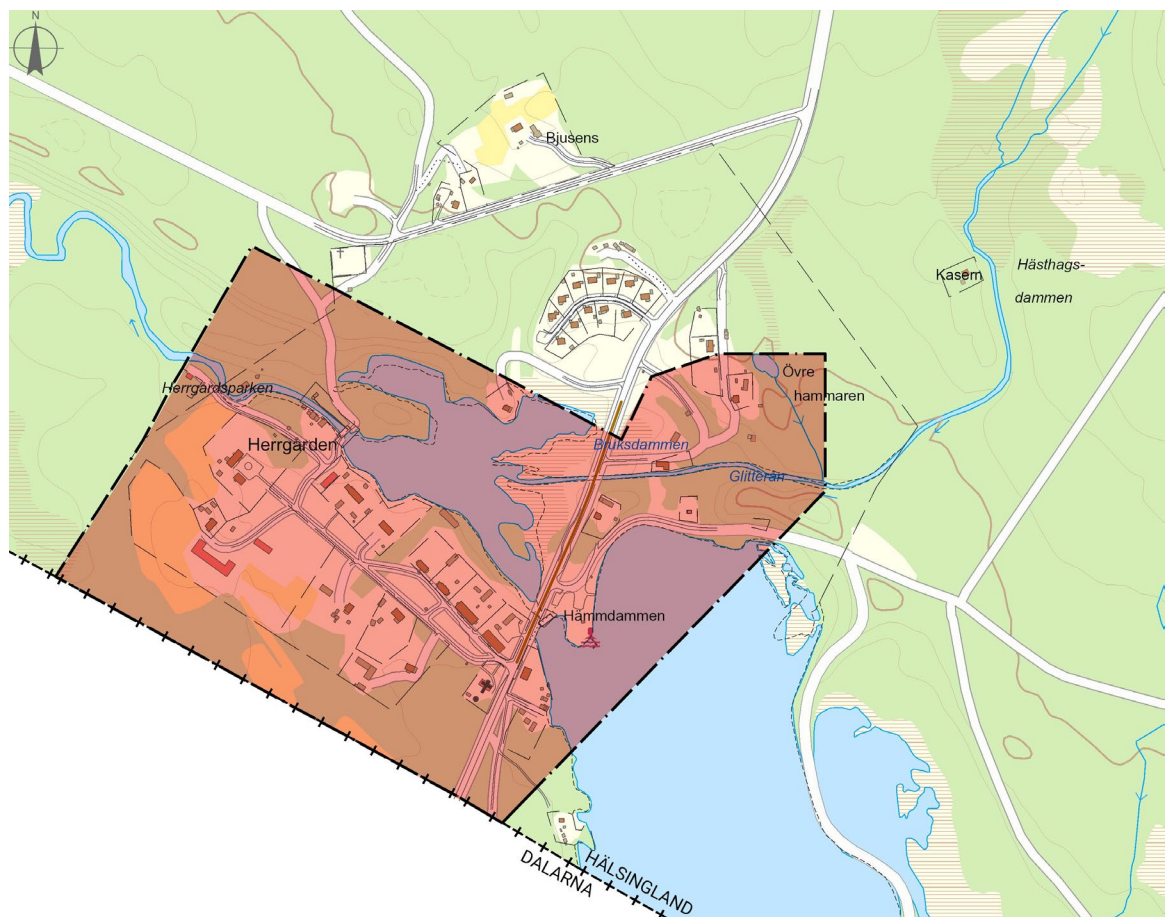 N
Bjusens
Kasern
Hästhags-
dammen
Övre
hammaren
Herrgårdsparken
Herrgården
Bruksdammen
Glitterån
Hammdammen
HÄLSINGLAND
DALARNA